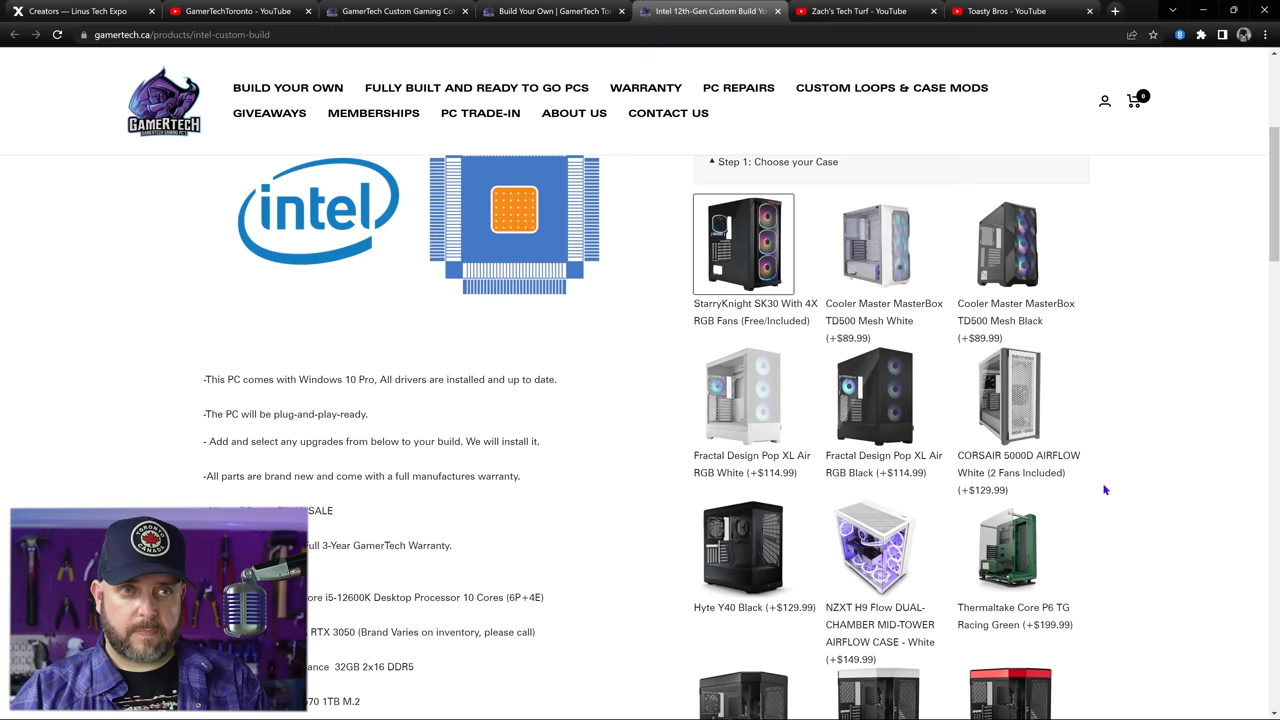 Creators — Linus Tech Expo
GamerTechToronto - YouTube
GamerTech Custom Gaming Co
Build Your Own | GamerTech To
Intel 12th-Gen Custom Build Yo
Zach's Tech Turf - YouTube
Toasty Bros - YouTube
gamertech.ca/products/intel-custom-build
GAMERTECH
GAMERTECH GAMING PC'S
BUILD YOUR OWN FULLY BUILT AND READY TO GO PCS WARRANTY PC REPAIRS CUSTOM LOOPS & CASE MODS
GIVEAWAYS MEMBERSHIPS PC TRADE-IN ABOUT US CONTACT US
0
intel
-This PC comes with Windows 10 Pro, All drivers are installed and up to date.
-The PC will be plug-and-play-ready.
- Add and select any upgrades from below to your build. We will install it.
-All parts are brand new and come with a full manufactures warranty.
SALE
full 3-Year GamerTech Warranty.
ore i5-12600K Desktop Processor 10 Cores (6P+4E)
RTX 3050 (Brand Varies on inventory, please call)
ance 32GB 2x16 DDR5
70 1TB M.2
TORONTO
CANADA
Step 1: Choose your Case
StarryKnight SK30 With 4X
RGB Fans (Free/Included)
Cooler Master MasterBox
TD500 Mesh White
(+$89.99)
Cooler Master MasterBox
TD500 Mesh Black
(+$89.99)
Fractal Design Pop XL Air
RGB White (+$114.99)
Fractal Design Pop XL Air
RGB Black (+$114.99)
CORSAIR 5000D AIRFLOW
White (2 Fans Included)
(+$129.99)
Hyte Y40 Black (+$129.99)
NZXT H9 Flow DUAL-
CHAMBER MID-TOWER
AIRFLOW CASE - White
(+$149.99)
Thermaltake Core P6 TG
Racing Green (+$199.99)